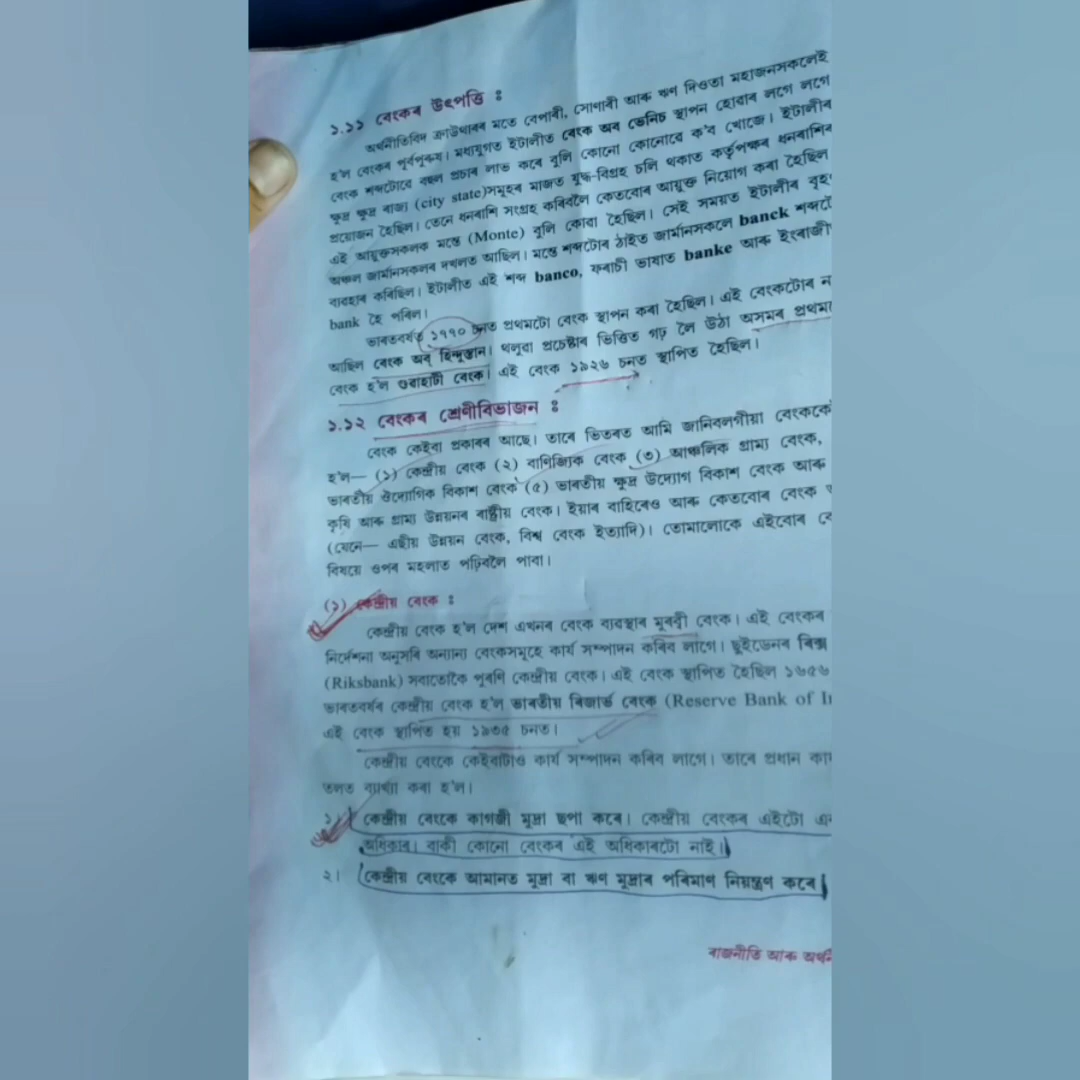 ১.১১ বেংকৰ উৎপত্তি ঃ
অৰ্থনীতিবিদ ক্ৰাউথাৰৰ মতে বেপাৰী, সোণাৰী আৰু ঋণ দিওতা মহাজনসকলেই
হ'ল বেংকৰ পূৰ্বপুৰুষ। মধ্যযুগত ইটালীত বেংক অব ভেনিচ স্থাপন হোৱাৰ লগে লগে
বেংক শব্দটোৱে বহুল প্ৰচাৰ লাভ কৰে বুলি কোনো কোনোৱে ক'ব খোজে। ইটালীৰ
ক্ষুদ্ৰ ক্ষুদ্ৰ ৰাজ্য (city state)সমূহৰ মাজত যুদ্ধ-বিগ্ৰহ চলি থকাত কৰ্তৃপক্ষৰ ধনৰাশিৰ
প্ৰয়োজন হৈছিল। তেনে ধনৰাশি সংগ্ৰহ কৰিবলৈ কেতবোৰ আয়ুক্ত নিয়োগ কৰা হৈছিল
এই আয়ুক্তসকলক মন্তে (Monte) বুলি কোৱা হৈছিল। সেই সময়ত ইটালীৰ বৃহ
অঞ্চল জাৰ্মানসকলৰ দখলত আছিল। মন্তে শব্দটোৰ ঠাইত জাৰ্মানসকলে banck
ব্যৱহাৰ কৰিছিল। ইটালীত এই শব্দ banco, ফৰাচী ভাষাত banke আৰু ইংৰাজী
bank হৈ পৰিল।
ভাৰতবৰ্ষত ১৭৭০ চনত প্ৰথমটো বেংক স্থাপন কৰা হৈছিল। এই বেংকটোৰ ন
আছিল বেংক অব্ হিন্দুস্তান। থলুৱা প্ৰচেষ্টাৰ ভিত্তিত গঢ় লৈ উঠা অসমৰ প্ৰথম
বেংক হ'ল গুৱাহাটী বেংক। এই বেংক ১৯২৬ চনত স্থাপিত হৈছিল।
১.১২ বেংকৰ শ্ৰেণীবিভাজন ঃ
বেংক কেইবা প্ৰকাৰৰ আছে। তাৰে ভিতৰত আমি জানিবলগীয়া বেংককে
হ'ল— (১) কেন্দ্ৰীয় বেংক (২) বাণিজ্যিক বেংক (৩) আঞ্চলিক গ্ৰাম্য বেংক,
ভাৰতীয় ঔদ্যোগিক বিকাশ বেংক (৫) ভাৰতীয় ক্ষুদ্ৰ উদ্যোগ বিকাশ বেংক আৰু
কৃষি আৰু গ্ৰাম্য উন্নয়নৰ ৰাষ্ট্ৰীয় বেংক। ইয়াৰ বাহিৰেও আৰু কেতবোৰ বেংক
(যেনে— এছীয় উন্নয়ন বেংক, বিশ্ব বেংক ইত্যাদি)। তোমালোকে এইবোৰ বে
বিষয়ে ওপৰ মহলাত পঢ়িবলৈ পাবা।
(১) কেন্দ্ৰীয় বেংক ঃ
কেন্দ্ৰীয় বেংক হ'ল দেশ এখনৰ বেংক ব্যৱস্থাৰ মুৰব্বী বেংক। এই বেংকৰ
নিৰ্দেশনা অনুসৰি অন্যান্য বেংকসমূহে কাৰ্য সম্পাদন কৰিব লাগে। ছুইডেনৰ ৰিক্স
(Riksbank) সবাতোকৈ পুৰণি কেন্দ্ৰীয় বেংক। এই বেংক স্থাপিত হৈছিল ১৬৫৬
ভাৰতবৰ্ষৰ কেন্দ্ৰীয় বেংক হ'ল ভাৰতীয় ৰিজাৰ্ভ বেংক (Reserve Bank of In
এই বেংক স্থাপিত হয় ১৯৩৫ চনত।
কেন্দ্ৰীয় বেংকে কেইবাটাও কাৰ্য সম্পাদন কৰিব লাগে। তাৰে প্ৰধান কা
তলত ব্যাখ্যা কৰা হ'ল।
১। কেন্দ্ৰীয় বেংকে কাগজী মুদ্ৰা ছপা কৰে। কেন্দ্ৰীয় বেংকৰ এইটো এ
অধিকাৰ। বাকী কোনো বেংকৰ এই অধিকাৰটো নাই।
২। কেন্দ্ৰীয় বেংকে আমানত মুদ্ৰা বা ঋণ মুদ্ৰাৰ পৰিমাণ নিয়ন্ত্ৰণ কৰে
ৰাজনীতি আৰু অৰ্থ